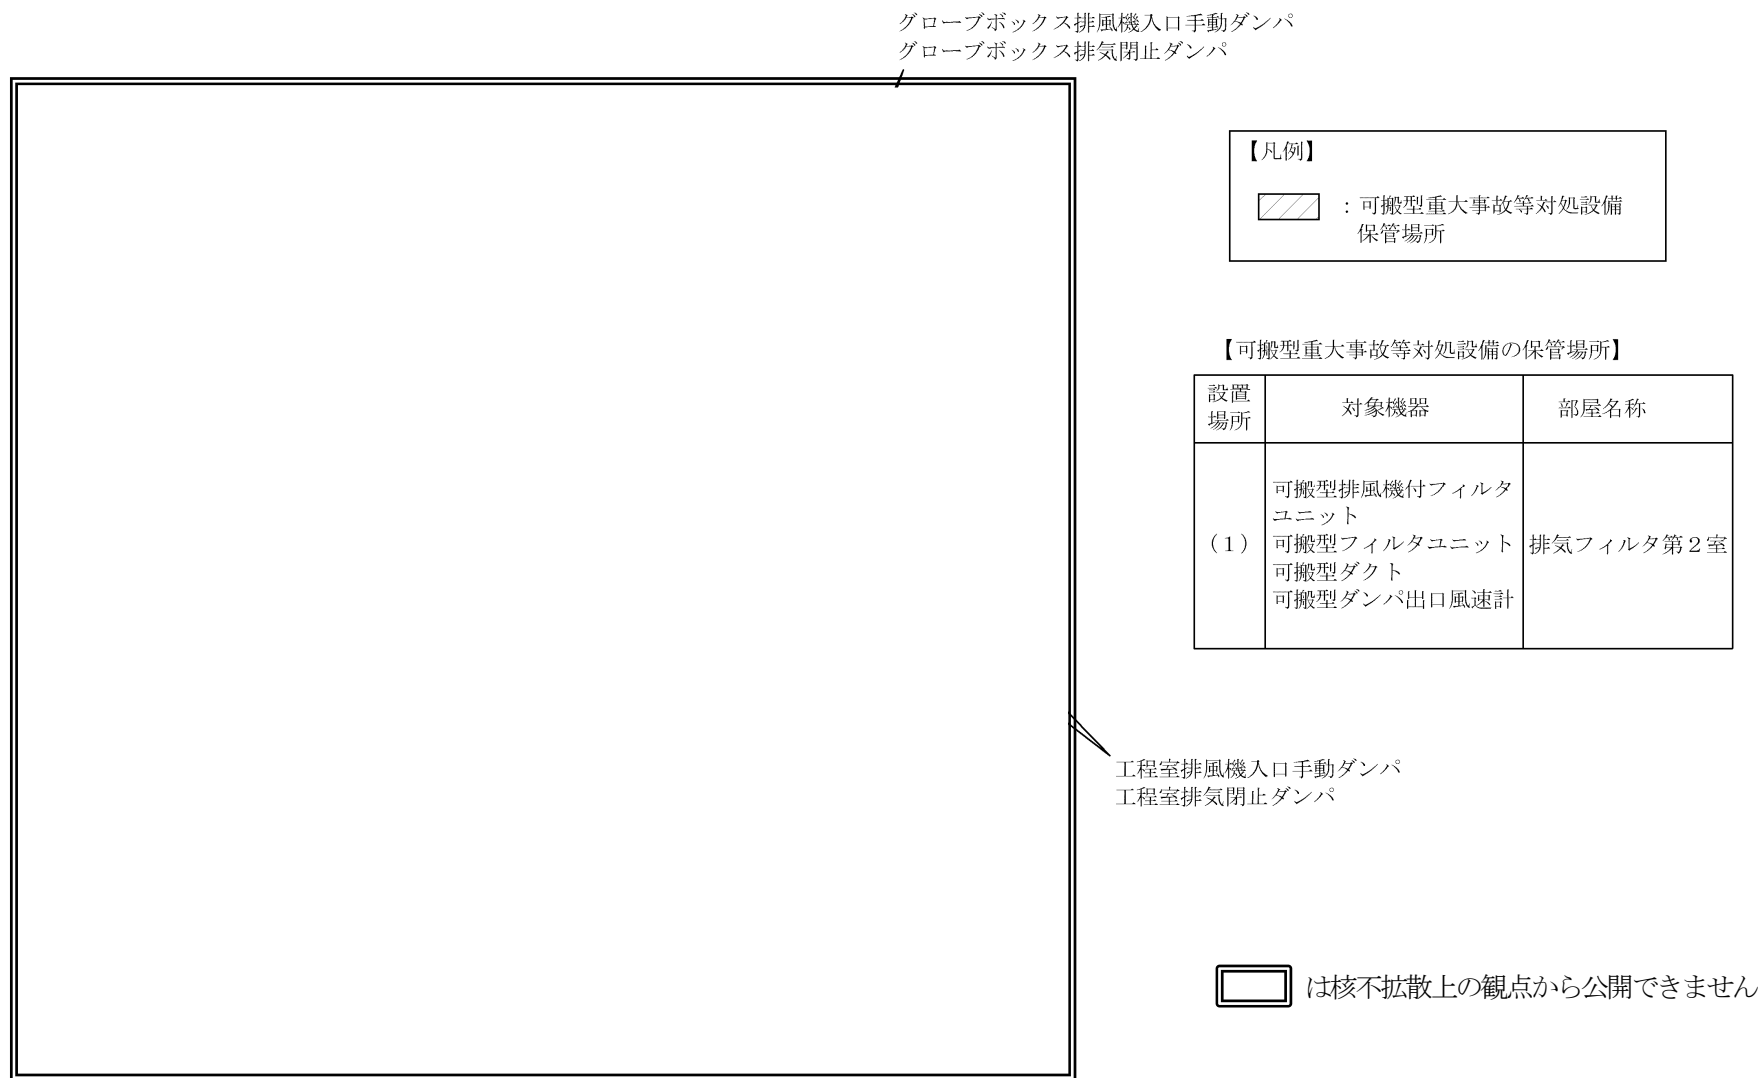 グローブボックス排風機入口手動ダンパ
グローブボックス排気閉止ダンパ
【凡例】
：可搬型重大事故等対処設備
保管場所
【可搬型重大事故等対処設備の保管場所】
設置
場所
対象機器
部屋名称
（１）
可搬型排風機付フィルタ
ユニット
可搬型フィルタユニット
可搬型ダクト
可搬型ダンパ出口風速計
排気フィルタ第２室
工程室排風機入口手動ダンパ
工程室排気閉止ダンパ
は核不拡散上の観点から公開できません